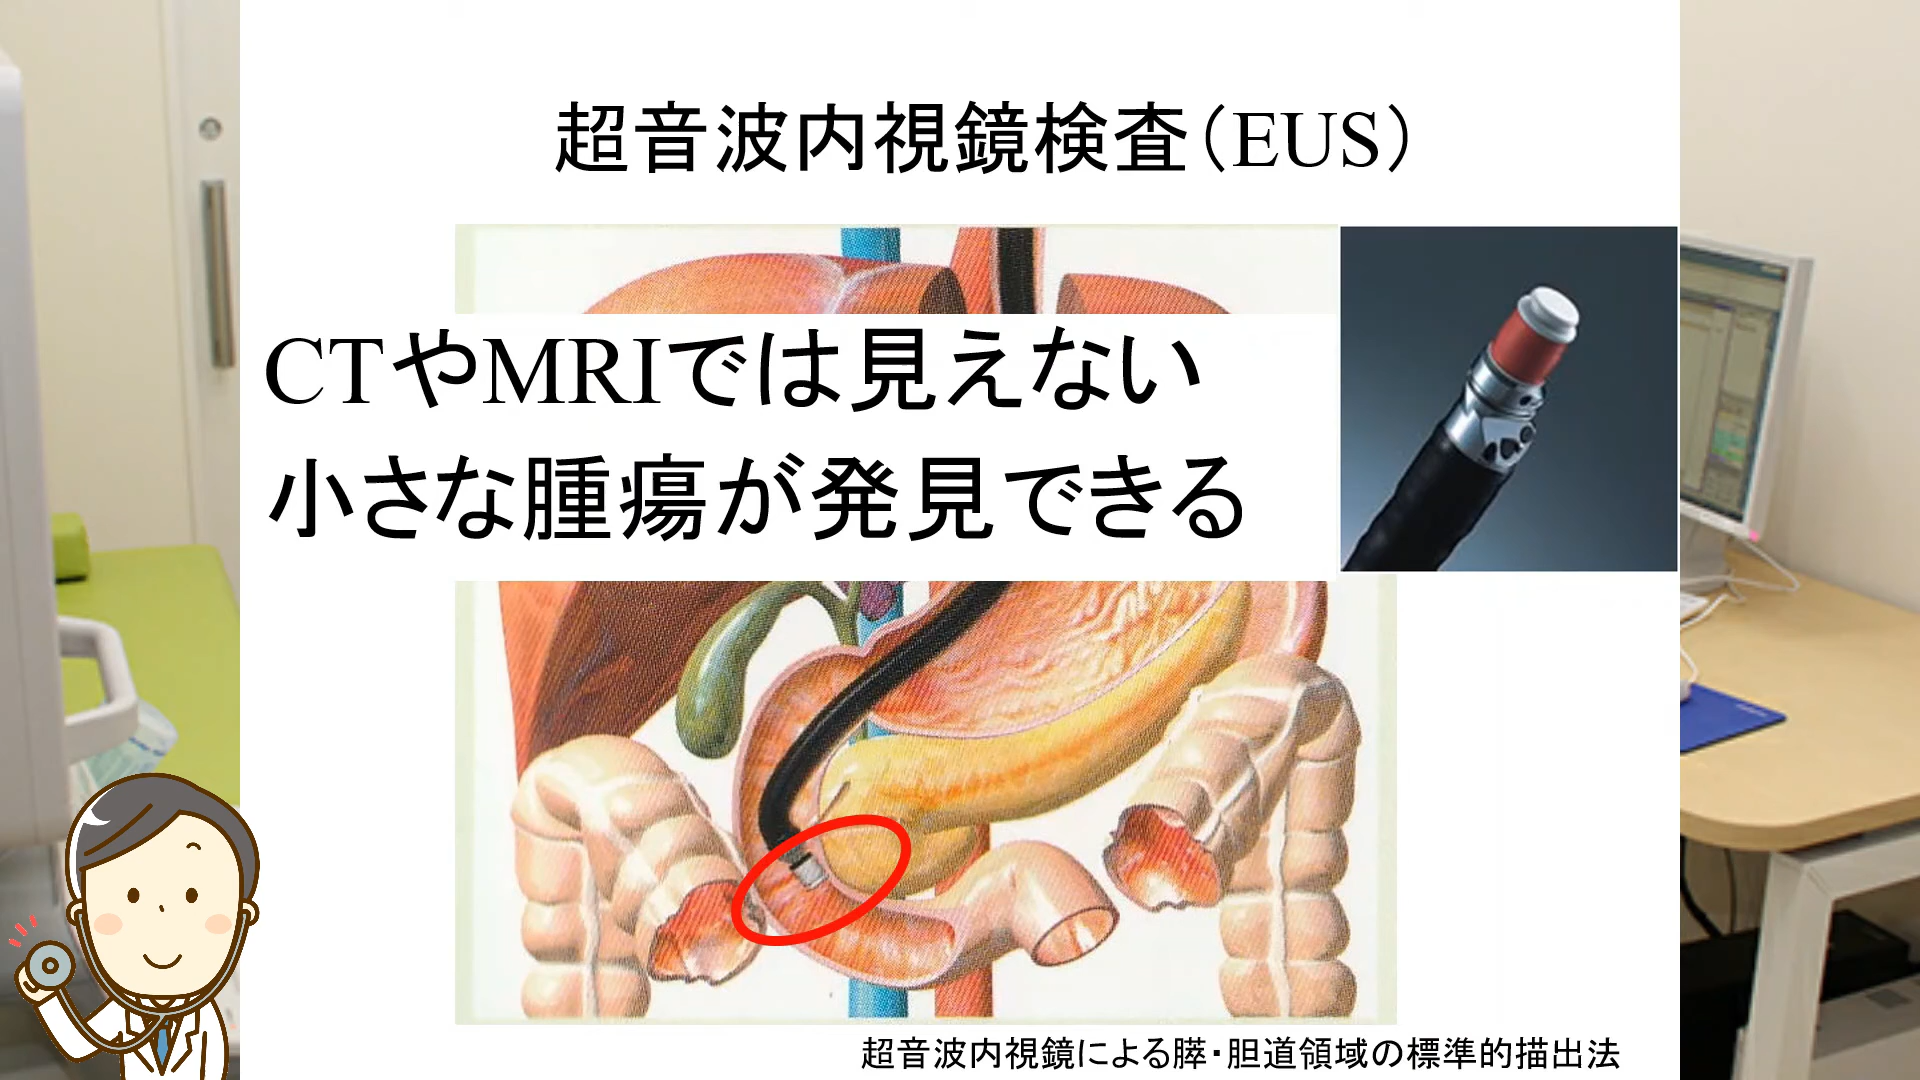 超音波内視鏡検査（EUS）
CTやMRIでは見えない
小さな腫瘍が発見できる
超音波内視鏡による膵・胆道領域の標準的描出法